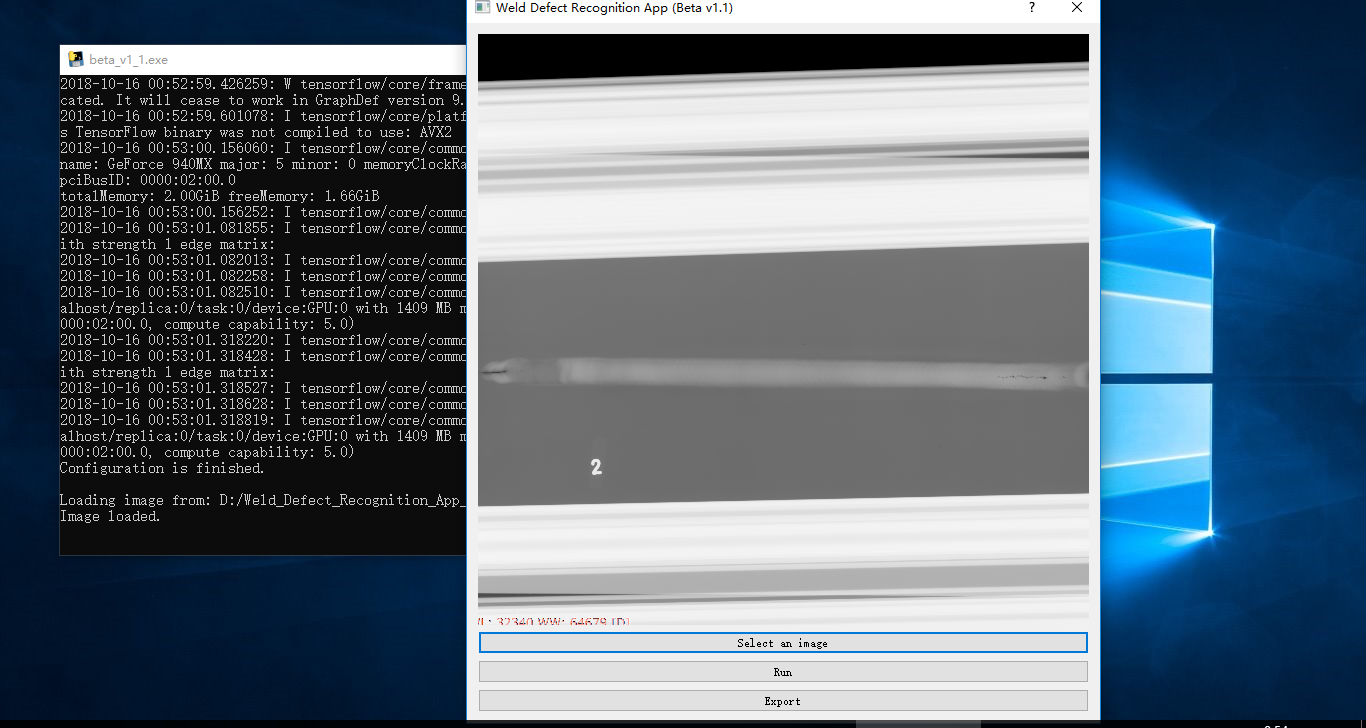 Weld Defect Recognition App (Beta v1.1)
?
beta_v1_1.exe
2018-10-16 00:52:59.426259: W tensorflow/core/frame
cated. It will cease to work in GraphDef version 9.
2018-10-16 00:52:59.601078: I tensorflow/core/platf
s TensorFlow binary was not compiled to use: AVX2
2018-10-16 00:53:00.156060: I tensorflow/core/commo
name: GeForce 940MX major: 5 minor: 0 memoryClockRa
pciBusID: 0000:02:00.0
totalMemory: 2.00GiB freeMemory: 1.66GiB
2018-10-16 00:53:00.156252: I tensorflow/core/commo
2018-10-16 00:53:01.081855: I tensorflow/core/commo
ith strength 1 edge matrix:
2018-10-16 00:53:01.082013: I tensorflow/core/commo
2018-10-16 00:53:01.082258: I tensorflow/core/commo
2018-10-16 00:53:01.082510: I tensorflow/core/commo
alhost/replica:0/task:0/device:GPU:0 with 1409 MB m
000:02:00.0, compute capability: 5.0)
2018-10-16 00:53:01.318220: I tensorflow/core/commo
2018-10-16 00:53:01.318428: I tensorflow/core/commo
ith strength 1 edge matrix:
2018-10-16 00:53:01.318527: I tensorflow/core/commo
2018-10-16 00:53:01.318628: I tensorflow/core/commo
2018-10-16 00:53:01.318819: I tensorflow/core/commo
alhost/replica:0/task:0/device:GPU:0 with 1409 MB m
000:02:00.0, compute capability: 5.0)
Configuration is finished.
Loading image from: D:/Weld_Defect_Recognition_App_
Image loaded.
2
WW: 64679 [D]
Select an image
Run
Export